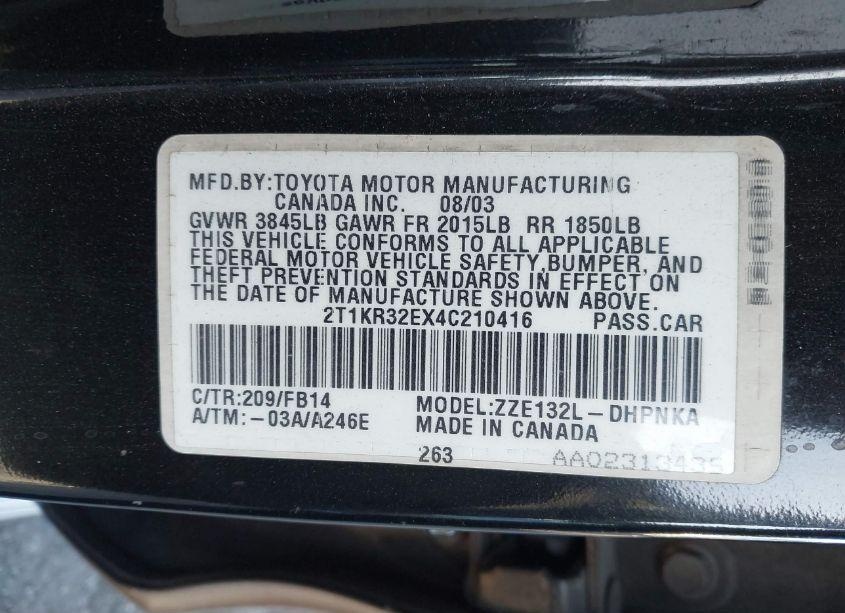 MFD.BY:TOYOTA MOTOR MANUFACTURING
CANADA INC. 08/03
GVWR 3845LB GAWR FR 2015LB RR 1850LB
THIS VEHICLE CONFORMS TO ALL APPLICABLE
FEDERAL MOTOR VEHICLE SAFETY,BUMPER, AND
THEFT PREVENTION STANDARDS IN EFFECT ON
THE DATE OF MANUFACTURE SHOWN ABOVE.
2T1KR32EX4C210416 PASS.CAR
C/TR:209/FB14 MODEL:ZZE132L-DHPNKA
A/TM:-03A/A246E MADE IN CANADA
263